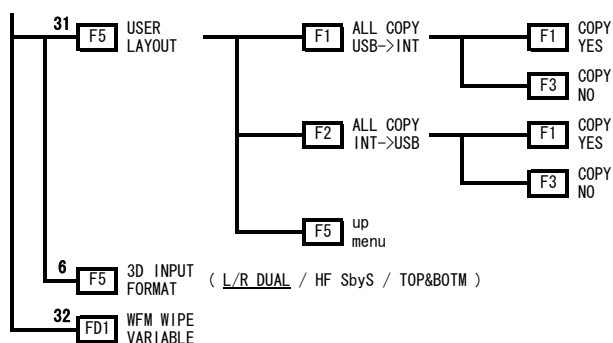 31 F5 USER LAYOUT
F1 ALL COPY USB->INT
F1 COPY YES
F3 COPY NO
F2 ALL COPY INT->USB
F1 COPY YES
F3 COPY NO
F5 up menu
6 F5 3D INPUT FORMAT ( L/R DUAL / HF SbyS / TOP&BOTM )
32 FD1 WFM WIPE VARIABLE